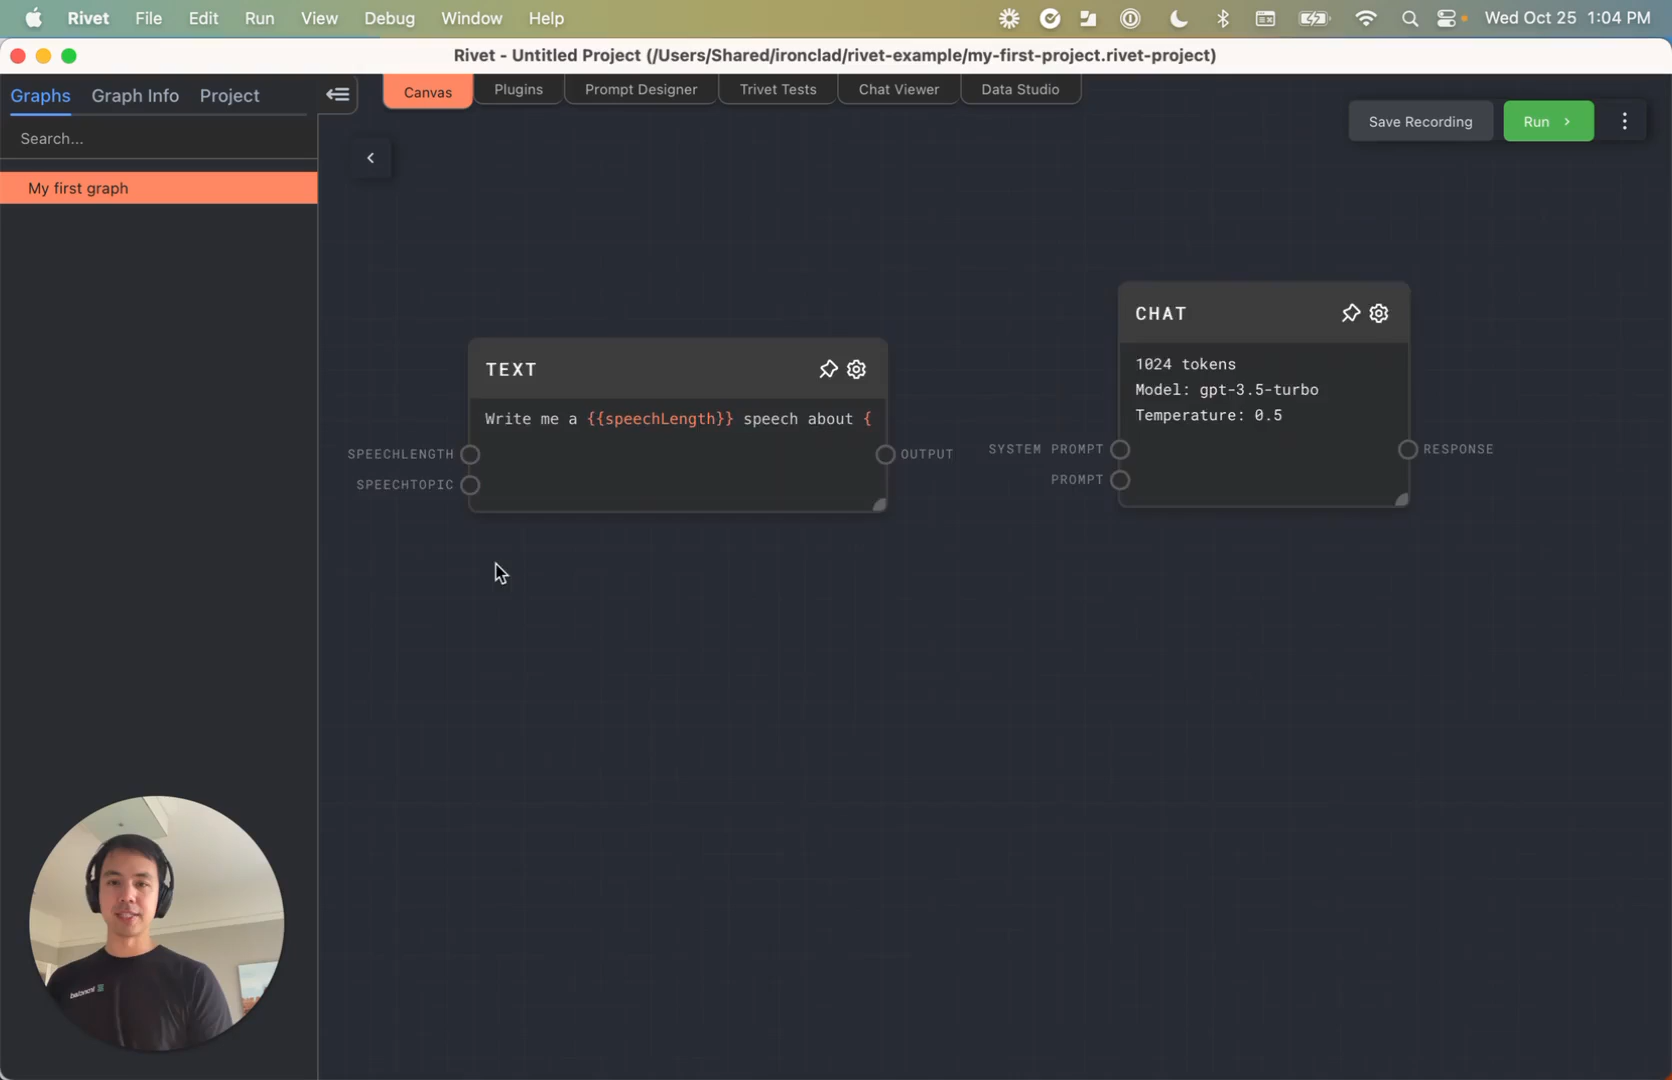 Rivet File Edit Run View Debug Window Help Wed Oct 25 1:04 PM
Rivet - Untitled Project (/Users/Shared/ironclad/rivet-example/my-first-project.rivet-project)
Graphs Graph Info Project
Canvas Plugins Prompt Designer Trivet Tests Chat Viewer Data Studio
Search...
Save Recording Run
My first graph
TEXT
Write me a {{speechLength}} speech about {
SPEECHLENGTH
SPEECHTOPIC
OUTPUT
CHAT
1024 tokens
Model: gpt-3.5-turbo
Temperature: 0.5
SYSTEM PROMPT
PROMPT
RESPONSE